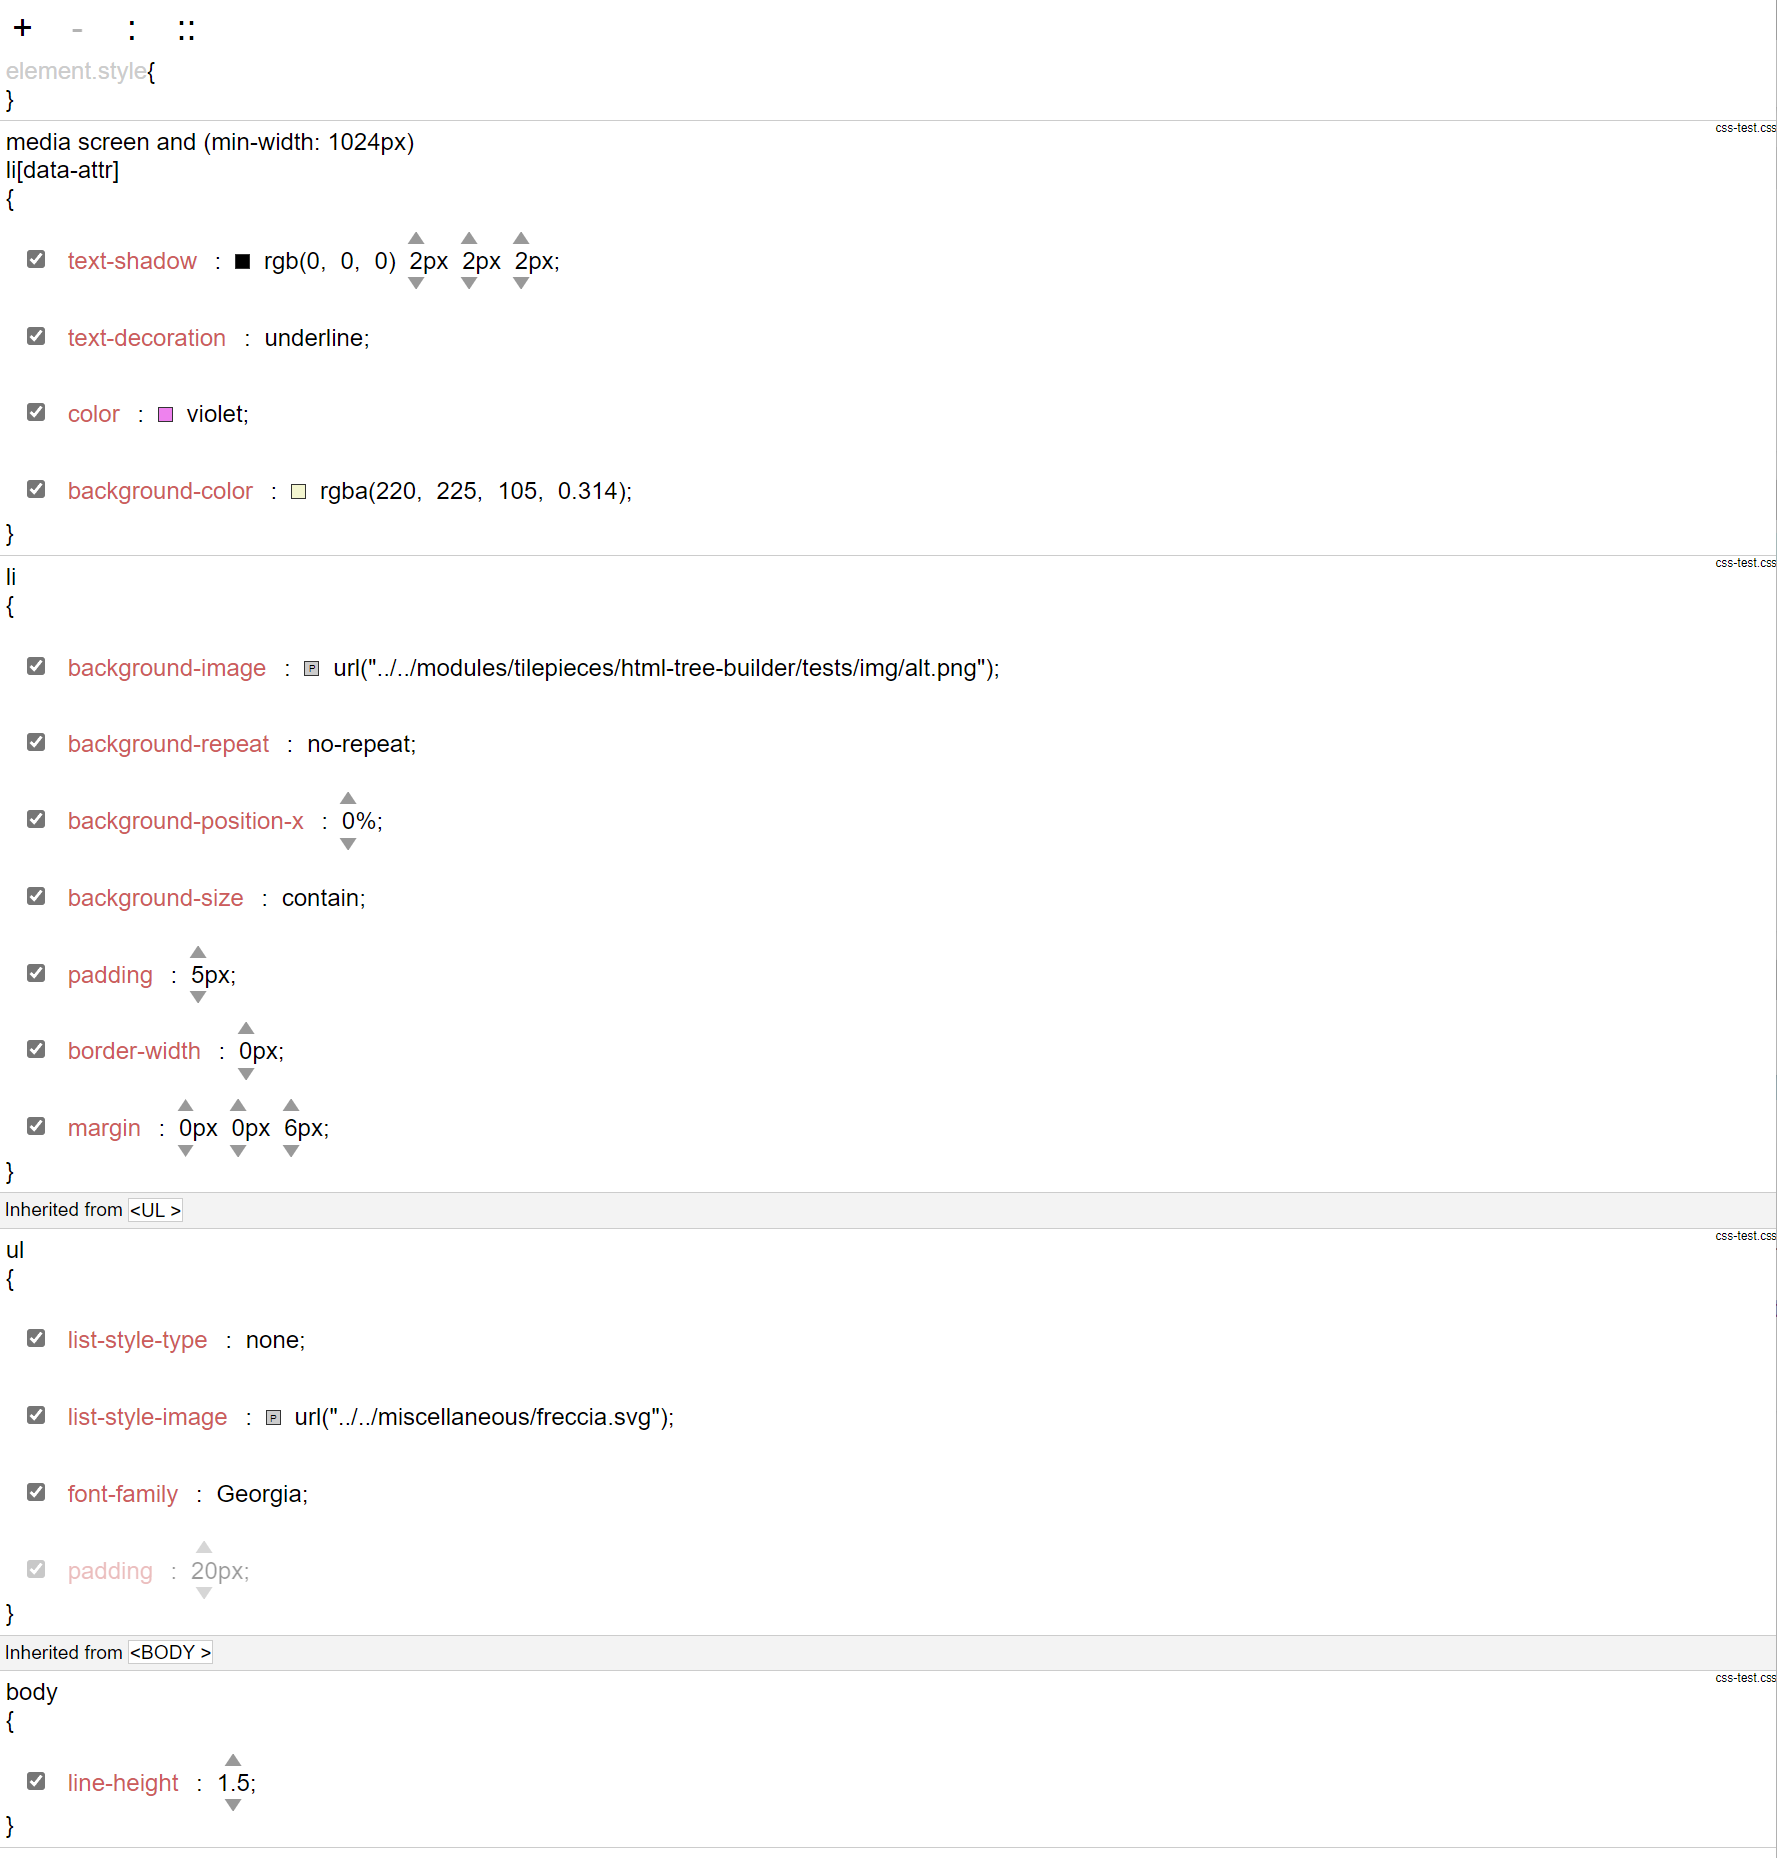 + - : ::
element.style{
}
css-test.css
media screen and (min-width: 1024px)
li[data-attr]
{
text-shadow : rgb(0, 0, 0) 2px 2px 2px;
text-decoration : underline;
color : violet;
background-color : rgba(220, 225, 105, 0.314);
}
css-test.css
li
{
background-image : P url("../../modules/tilepieces/html-tree-builder/tests/img/alt.png");
background-repeat : no-repeat;
background-position-x : 0%;
background-size : contain;
padding : 5px;
border-width : 0px;
margin : 0px 0px 6px;
}
Inherited from <UL >
css-test.css
ul
{
list-style-type : none;
list-style-image : P url("../../miscellaneous/freccia.svg");
font-family : Georgia;
padding : 20px;
}
Inherited from <BODY >
css-test.css
body
{
line-height : 1.5;
}